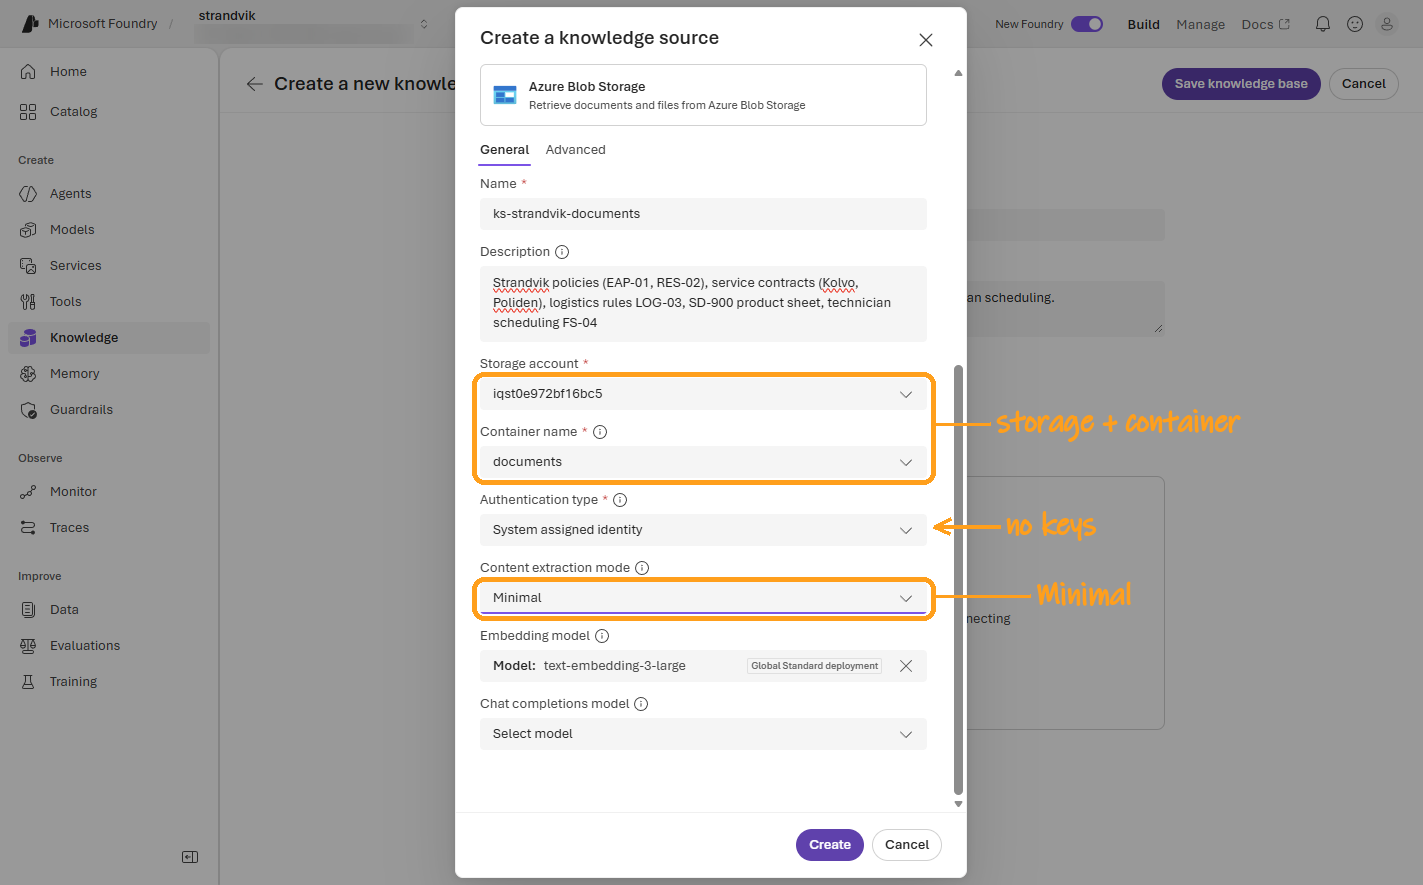 Microsoft Foundry / strandvik
New Foundry Build Manage Docs
Home
Catalog
Create
Agents
Models
Services
Tools
Knowledge
Memory
Guardrails
Observe
Monitor
Traces
Improve
Data
Evaluations
Training
Create a new knowle
Save knowledge base Cancel
an scheduling.
necting
Create a knowledge source
Azure Blob Storage
Retrieve documents and files from Azure Blob Storage
General Advanced
Name *
ks-strandvik-documents
Description
Strandvik policies (EAP-01, RES-02), service contracts (Kolvo,
Poliden), logistics rules LOG-03, SD-900 product sheet, technician
scheduling FS-04
Storage account *
iqst0e972bf16bc5
Container name *
documents
storage + container
Authentication type *
System assigned identity
no keys
Content extraction mode
Minimal
Minimal
Embedding model
Model: text-embedding-3-large Global Standard deployment
Chat completions model
Select model
Create Cancel